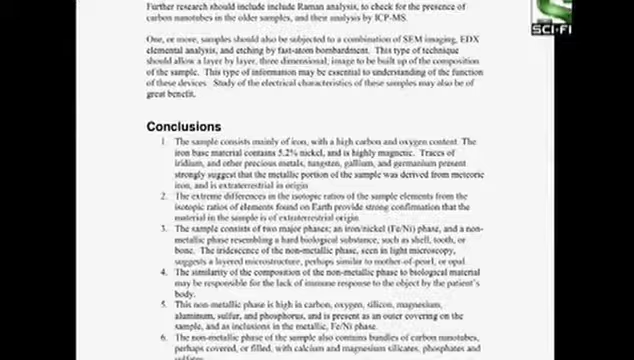 Further research should include include Raman analysis, to check for the presence of
carbon nanotubes in the older samples, and their analysis by ICP-MS.
SCI-FI
One, or more, samples should also be subjected to a combination of SEM imaging, EDX
elemental analysis, and etching by fast-atom bombardment. This type of technique
should allow a layer by layer, three dimensional, image to be built up of the composition
of the sample. This type of information may be essential to understanding of the function
of these devices. Study of the electrical characteristics of these samples may also be of
great benefit.
Conclusions
1. The sample consists mainly of iron, with a high carbon and oxygen content. The
iron base material contains 5.2% nickel, and is highly magnetic. Traces of
iridium, and other precious metals, tungsten, gallium, and germanium present
strongly suggest that the metallic portion of the sample was derived from meteoric
iron, and is extraterrestrial in origin
2. The extreme differences in the isotopic ratios of the sample elements from the
isotopic ratios of elements found on Earth provide strong confirmation that the
material in the sample is of extraterrestrial origin
3. The sample consists of two major phases; an iron/nickel (Fe/Ni) phase, and a non-
metallic phase resembling a hard biological substance, such as shell, tooth, or
bone. The iridescence of the non-metallic phase, seen in light microscopy,
suggests a layered microstructure, perhaps similar to mother-of-pearl, or opal.
4. The similarity of the composition of the non-metallic phase to biological material
may be responsible for the lack of immune response to the object by the patient's
body.
5. This non-metallic phase is high in carbon, oxygen, silicon, magnesium,
aluminum, sulfur, and phosphorus, and is present as an outer covering on the
sample, and as inclusions in the metallic, Fe/Ni phase.
6. The non-metallic phase of the sample also contains bundles of carbon nanotubes,
perhaps covered, or filled, with calcium and magnesium silicates, phosphates and
sulfates